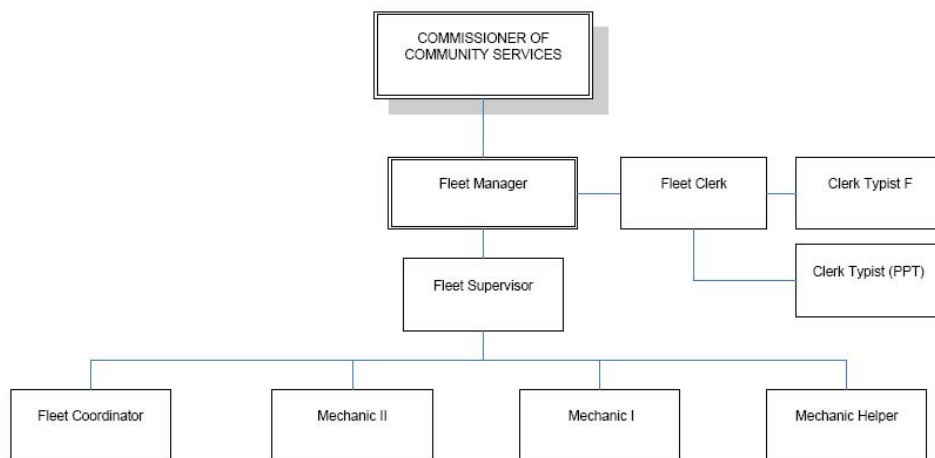 COMMISSIONER OF
COMMUNITY SERVICES
Fleet Manager
Fleet Clerk
Clerk Typist F
Clerk Typist (PPT)
Fleet Supervisor
Fleet Coordinator
Mechanic II
Mechanic I
Mechanic Helper